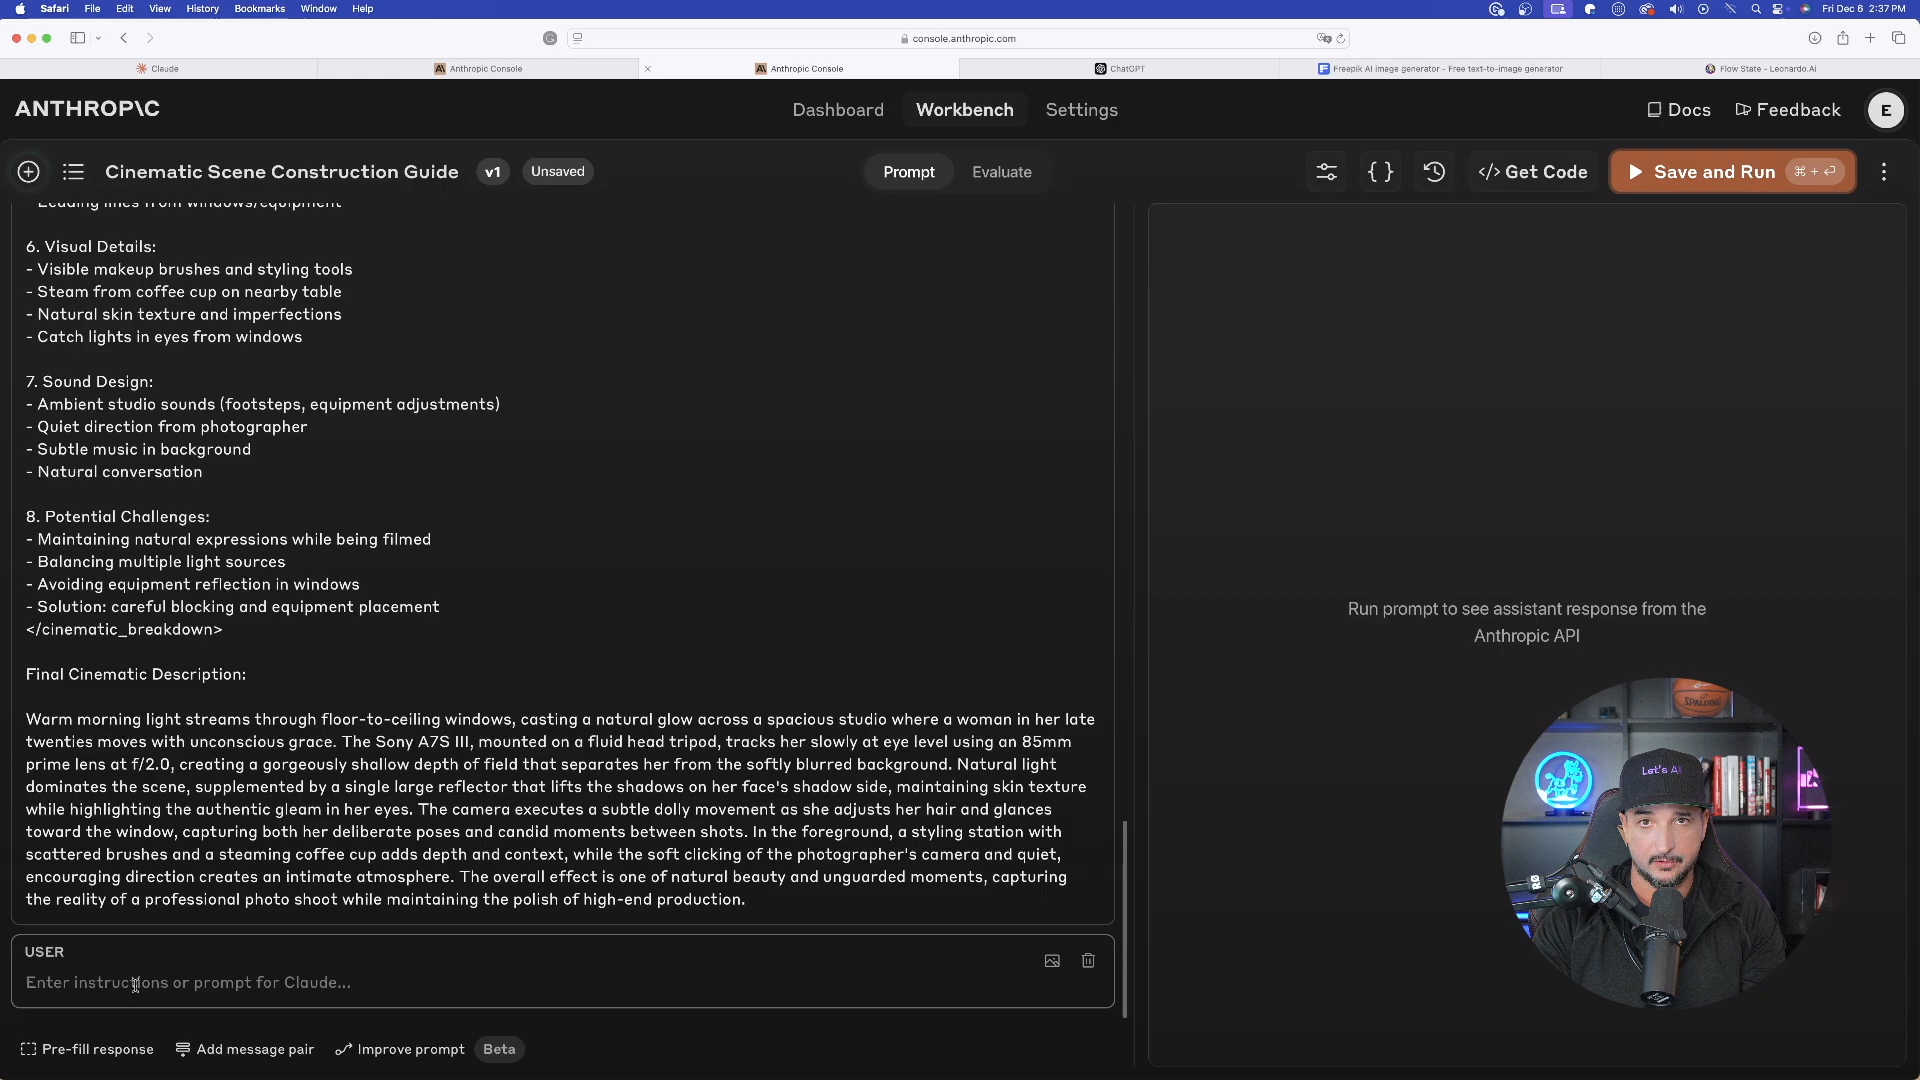 Safari File Edit View History Bookmarks Window Help
Fri Dec 6 2:37 PM
console.anthropic.com
Claude
Anthropic Console
Anthropic Console
ChatGPT
Freepik AI image generator - Free text-to-image generator
Flow State - Leonardo.Ai
ANTHROP\C
Dashboard Workbench Settings
Docs Feedback E
Cinematic Scene Construction Guide v1 Unsaved
Prompt Evaluate
{ } </> Get Code Save and Run ⌘ + ⏎
- Leading lines from windows/equipment
6. Visual Details:
- Visible makeup brushes and styling tools
- Steam from coffee cup on nearby table
- Natural skin texture and imperfections
- Catch lights in eyes from windows
7. Sound Design:
- Ambient studio sounds (footsteps, equipment adjustments)
- Quiet direction from photographer
- Subtle music in background
- Natural conversation
8. Potential Challenges:
- Maintaining natural expressions while being filmed
- Balancing multiple light sources
- Avoiding equipment reflection in windows
- Solution: careful blocking and equipment placement
</cinematic_breakdown>
Final Cinematic Description:
Warm morning light streams through floor-to-ceiling windows, casting a natural glow across a spacious studio where a woman in her late
twenties moves with unconscious grace. The Sony A7S III, mounted on a fluid head tripod, tracks her slowly at eye level using an 85mm
prime lens at f/2.0, creating a gorgeously shallow depth of field that separates her from the softly blurred background. Natural light
dominates the scene, supplemented by a single large reflector that lifts the shadows on her face's shadow side, maintaining skin texture
while highlighting the authentic gleam in her eyes. The camera executes a subtle dolly movement as she adjusts her hair and glances
toward the window, capturing both her deliberate poses and candid moments between shots. In the foreground, a styling station with
scattered brushes and a steaming coffee cup adds depth and context, while the soft clicking of the photographer's camera and quiet,
encouraging direction creates an intimate atmosphere. The overall effect is one of natural beauty and unguarded moments, capturing
the reality of a professional photo shoot while maintaining the polish of high-end production.
USER
Enter instructions or prompt for Claude...
Pre-fill response Add message pair Improve prompt Beta
Run prompt to see assistant response from the
Anthropic API
SPALDING
Let's AI